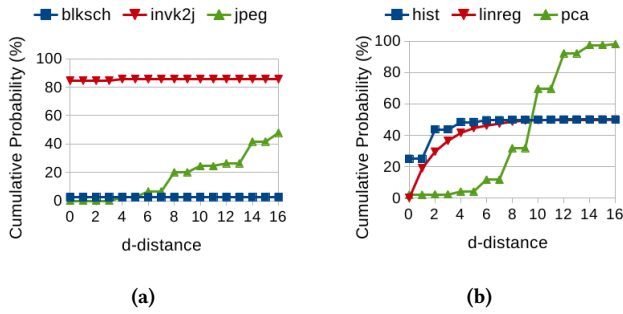 blksch invk2j jpeg
Cumulative Probability (%)
100
80
60
40
20
0
0 2 4 6 8 10 12 14 16
d-distance
(a)
hist linreg pca
Cumulative Probability (%)
100
80
60
40
20
0
0 2 4 6 8 10 12 14 16
d-distance
(b)